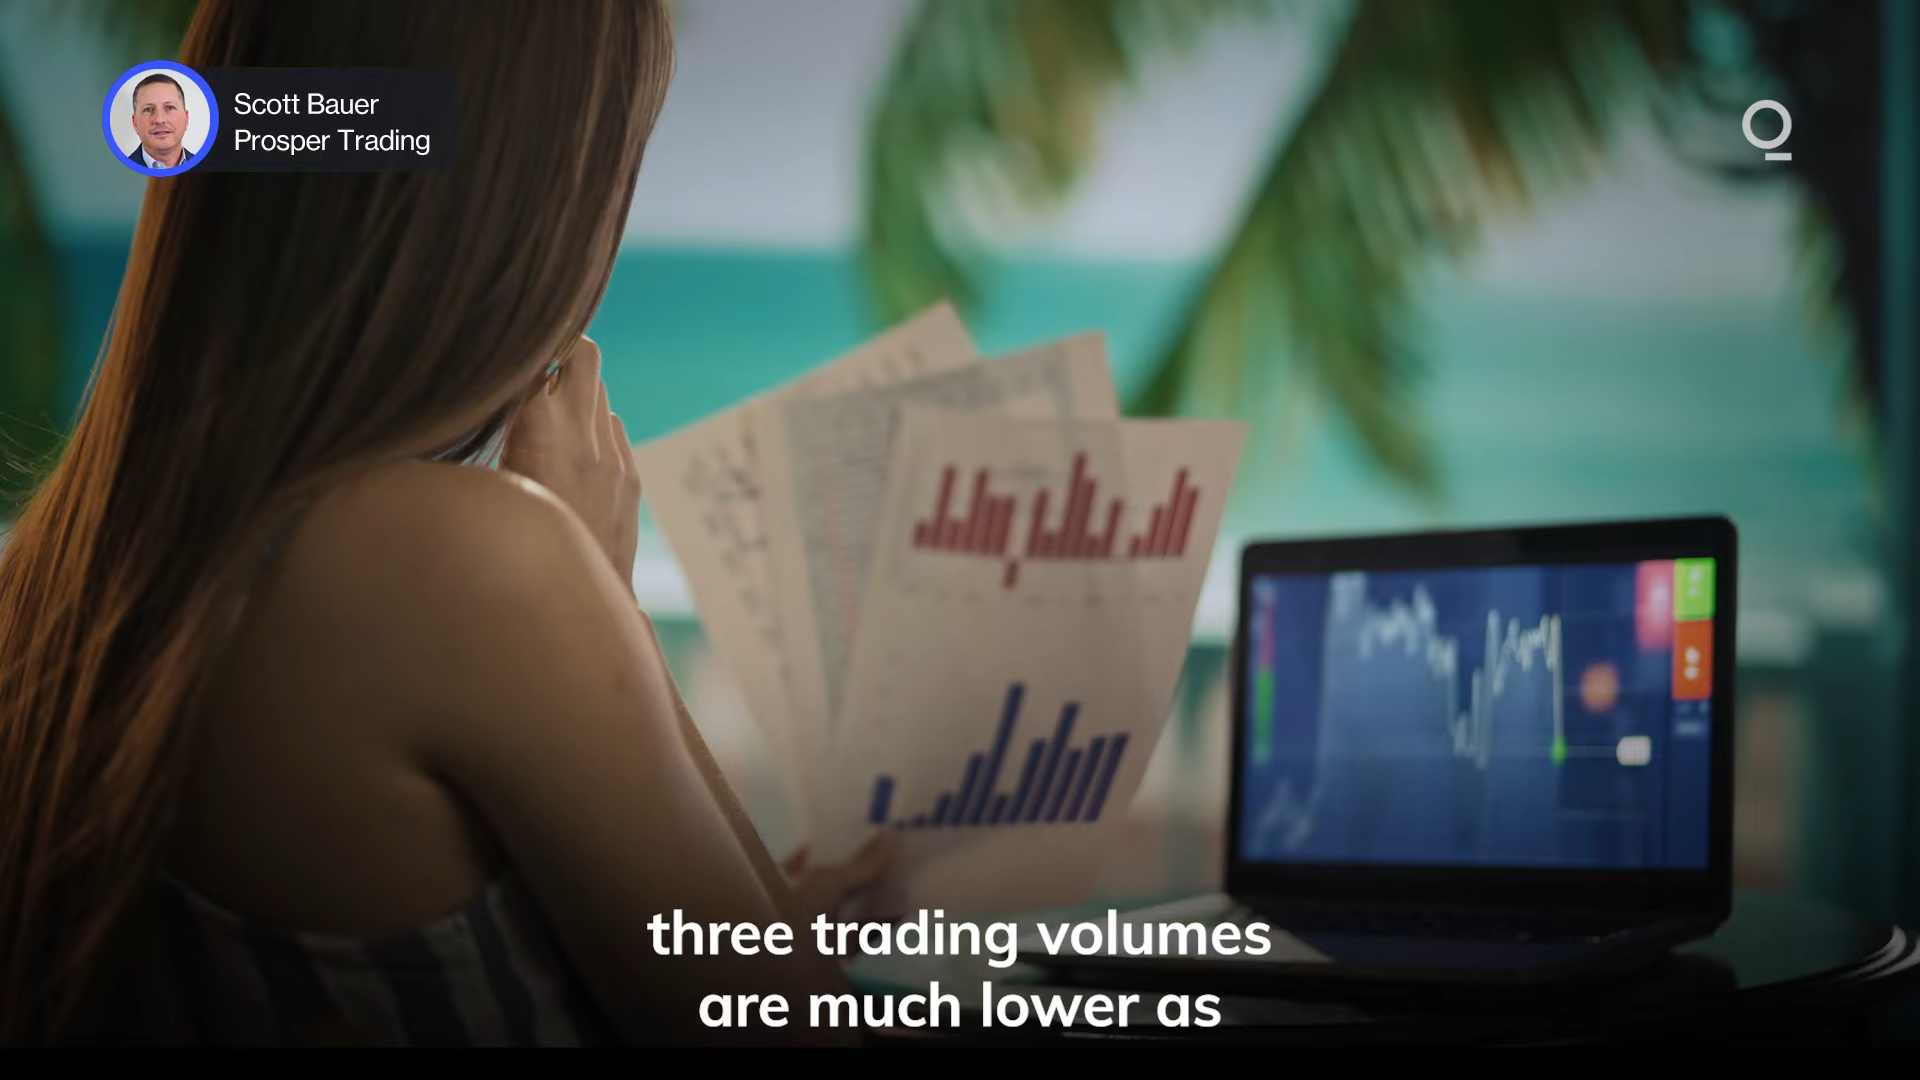 Scott Bauer
Prosper Trading
three trading volumes
are much lower as